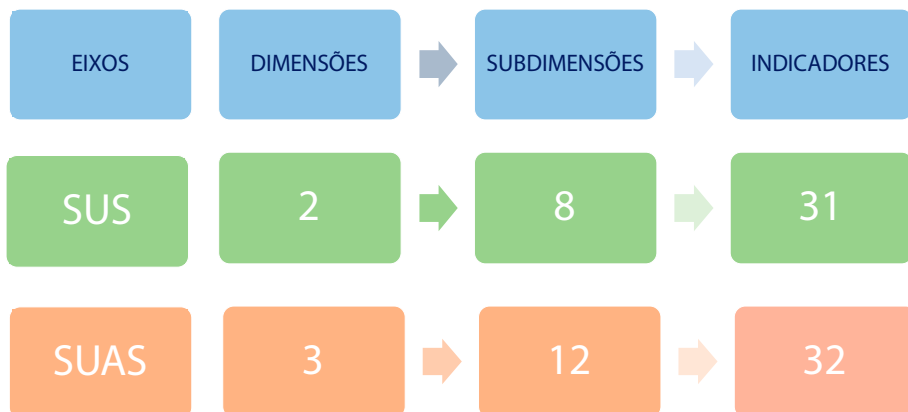 EIXOS DIMENSÕES SUBDIMENSÕES INDICADORES
SUS 2 8 31
SUAS 3 12 32